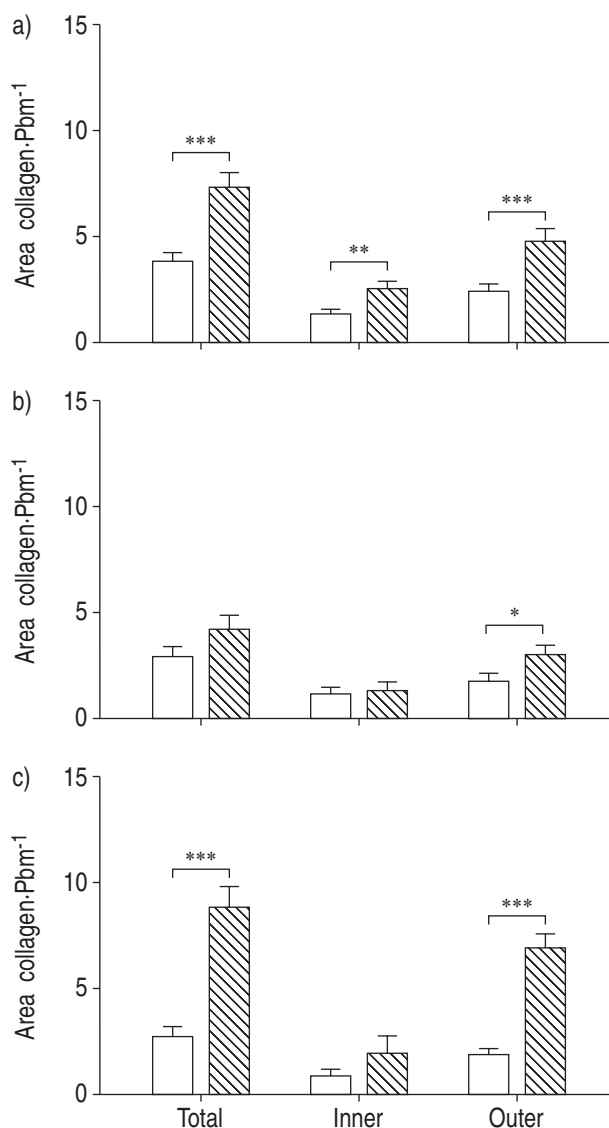 a)
15
10
5
0
Area collagen·Pbm-1
***
**
***
b)
15
10
5
0
Area collagen·Pbm-1
*
c)
15
10
5
0
Area collagen·Pbm-1
***
***
Total Inner Outer